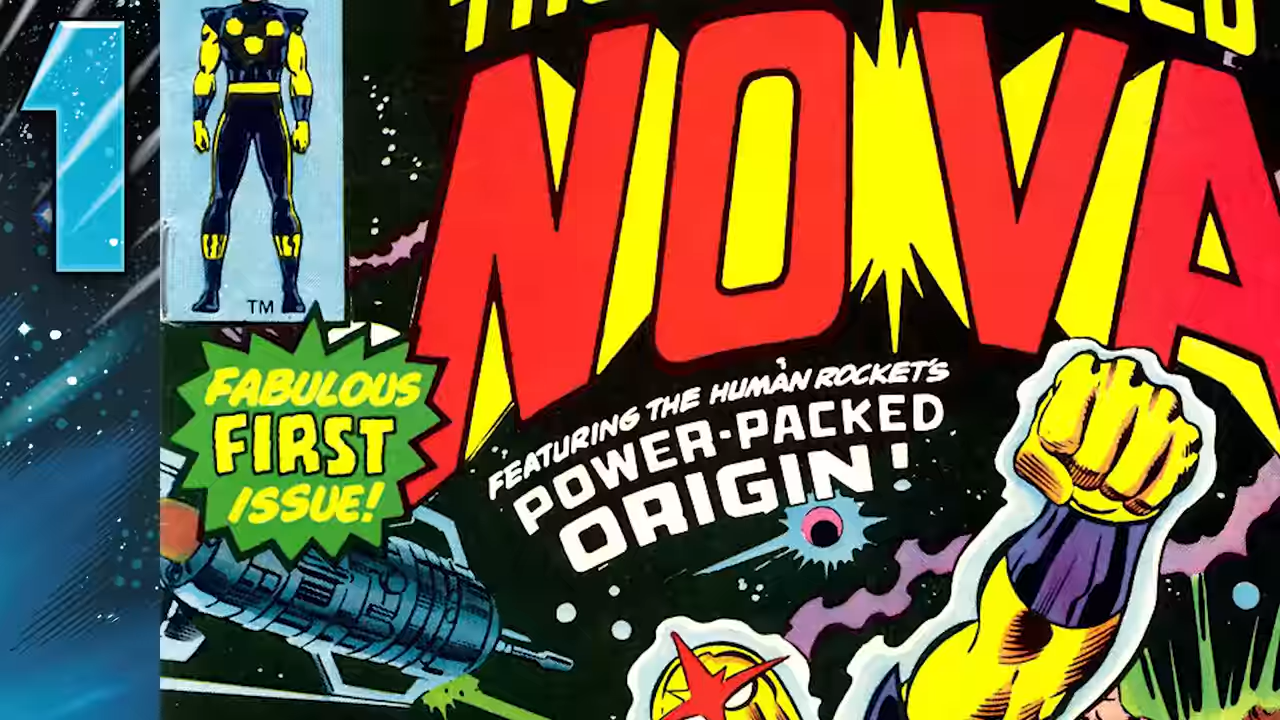 1
NOVA
TM
FABULOUS
FIRST
ISSUE!
FEATURING THE HUMAN ROCKET'S
POWER-PACKED
ORIGIN!